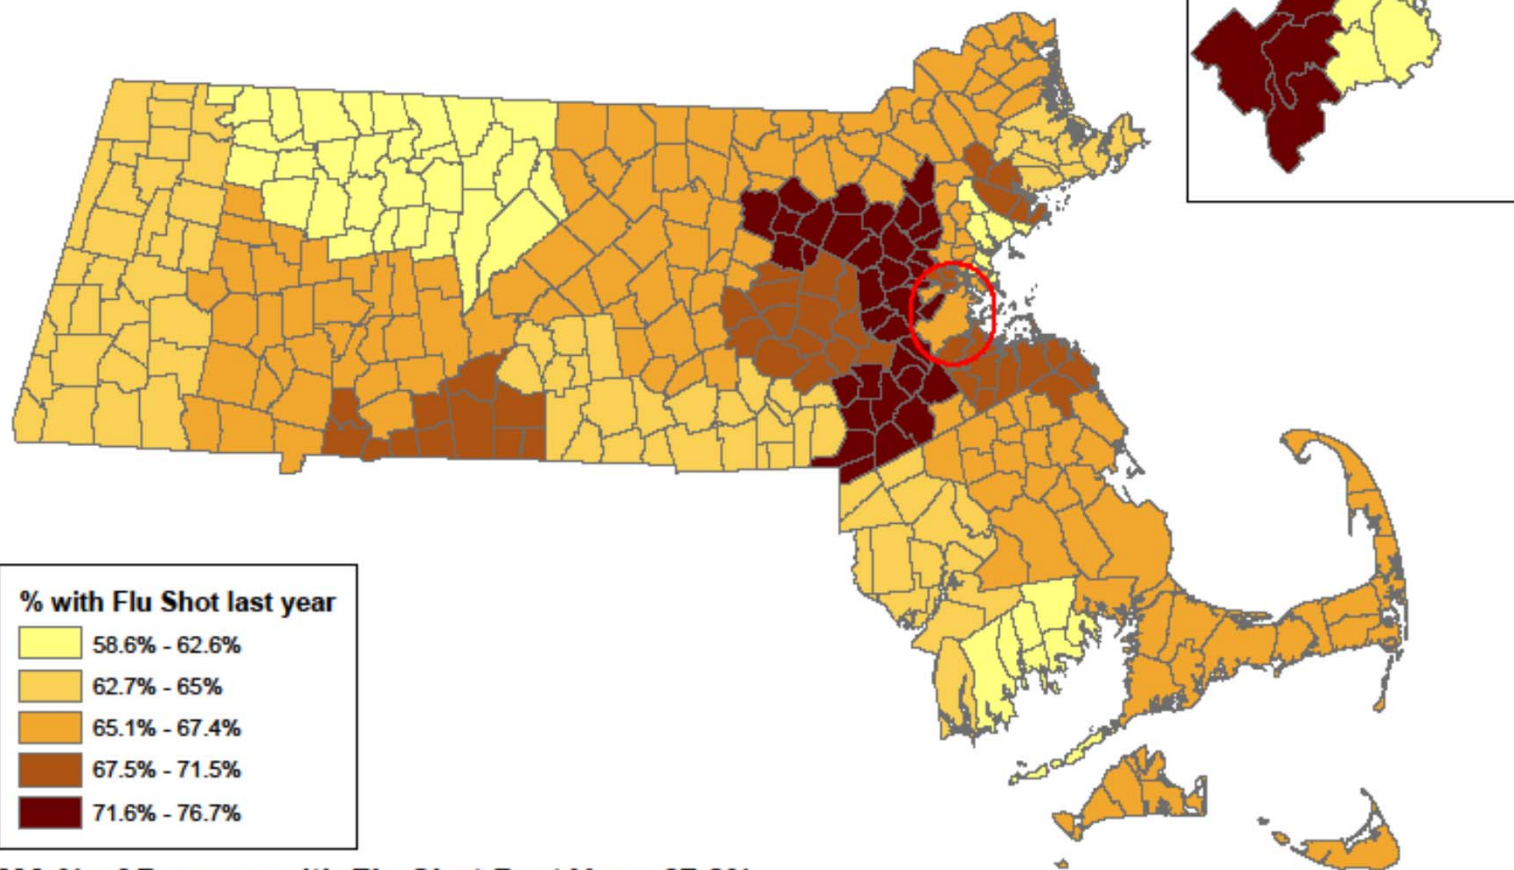 % with Flu Shot last year
58.6% - 62.6%
62.7% - 65%
65.1% - 67.4%
67.5% - 71.5%
71.6% - 76.7%